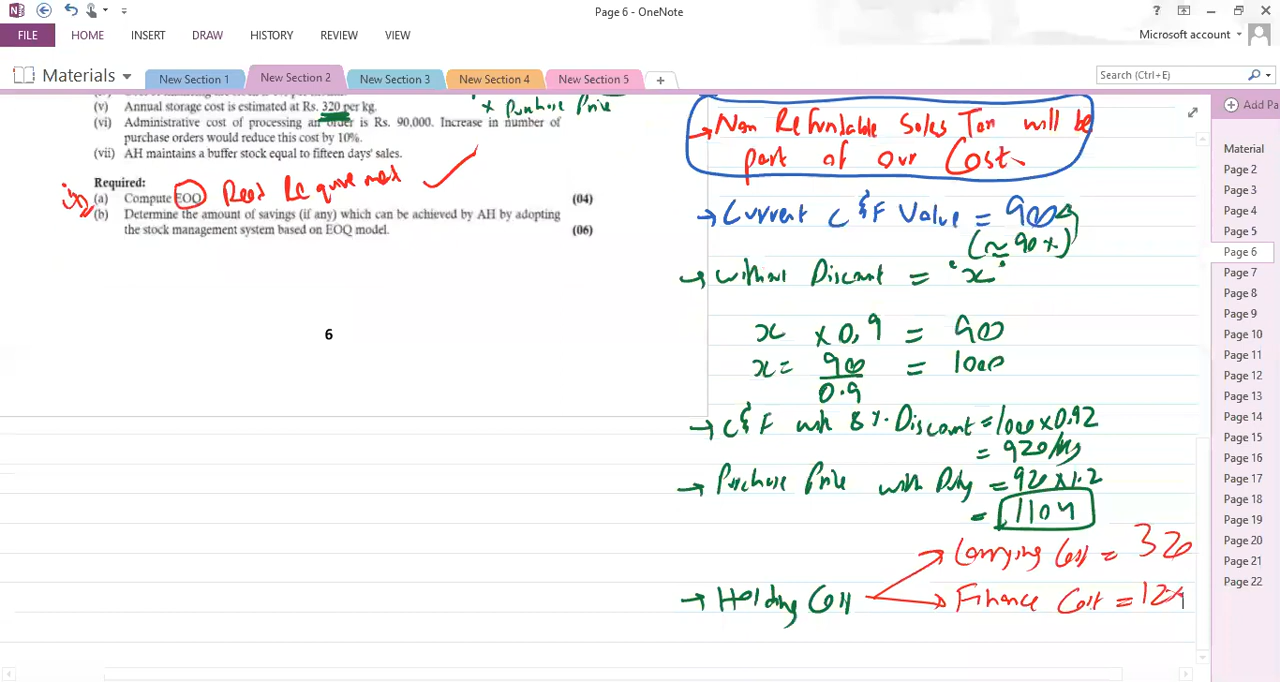 Page 6 - OneNote
FILE HOME INSERT DRAW HISTORY REVIEW VIEW
Microsoft account
Materials
New Section 1 New Section 2 New Section 3 New Section 4 New Section 5
Search (Ctrl+E)
x Purchase Price
(v) Annual storage cost is estimated at Rs. 320 per kg.
(vi) Administrative cost of processing an order is Rs. 90,000. Increase in number of
purchase orders would reduce this cost by 10%.
(vii) AH maintains a buffer stock equal to fifteen days' sales.
Required: Read Requirement
(a) Compute EOQ (04)
(b) Determine the amount of savings (if any) which can be achieved by AH by adopting
the stock management system based on EOQ model. (06)
6
→ Non Refundable Sales Tax will be
part of our Cost.
→ Current C & F Value = 900
(≈ 90%)
→ Without Discount = 'x'
x x 0.9 = 900
x = 900 / 0.9 = 1000
→ C & F with 8% Discount = 1000 x 0.92
= 920/kg
→ Purchase Price with Duty = 920 x 1.2
= 1104
→ Holding Cost
Carrying Cost = 320
Finance Cost = 12%
Add Pa
Material
Page 2
Page 3
Page 4
Page 5
Page 6
Page 7
Page 8
Page 9
Page 10
Page 11
Page 12
Page 13
Page 14
Page 15
Page 16
Page 17
Page 18
Page 19
Page 20
Page 21
Page 22